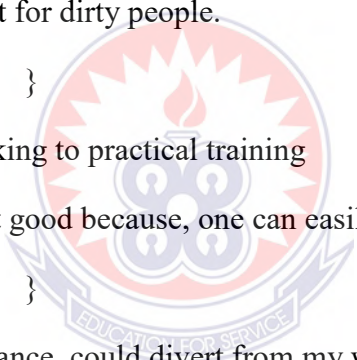 t for dirty people.
}
king to practical training
t good because, one can easil
}
EDUCATION FOR SERVICE
ance, could divert from my w